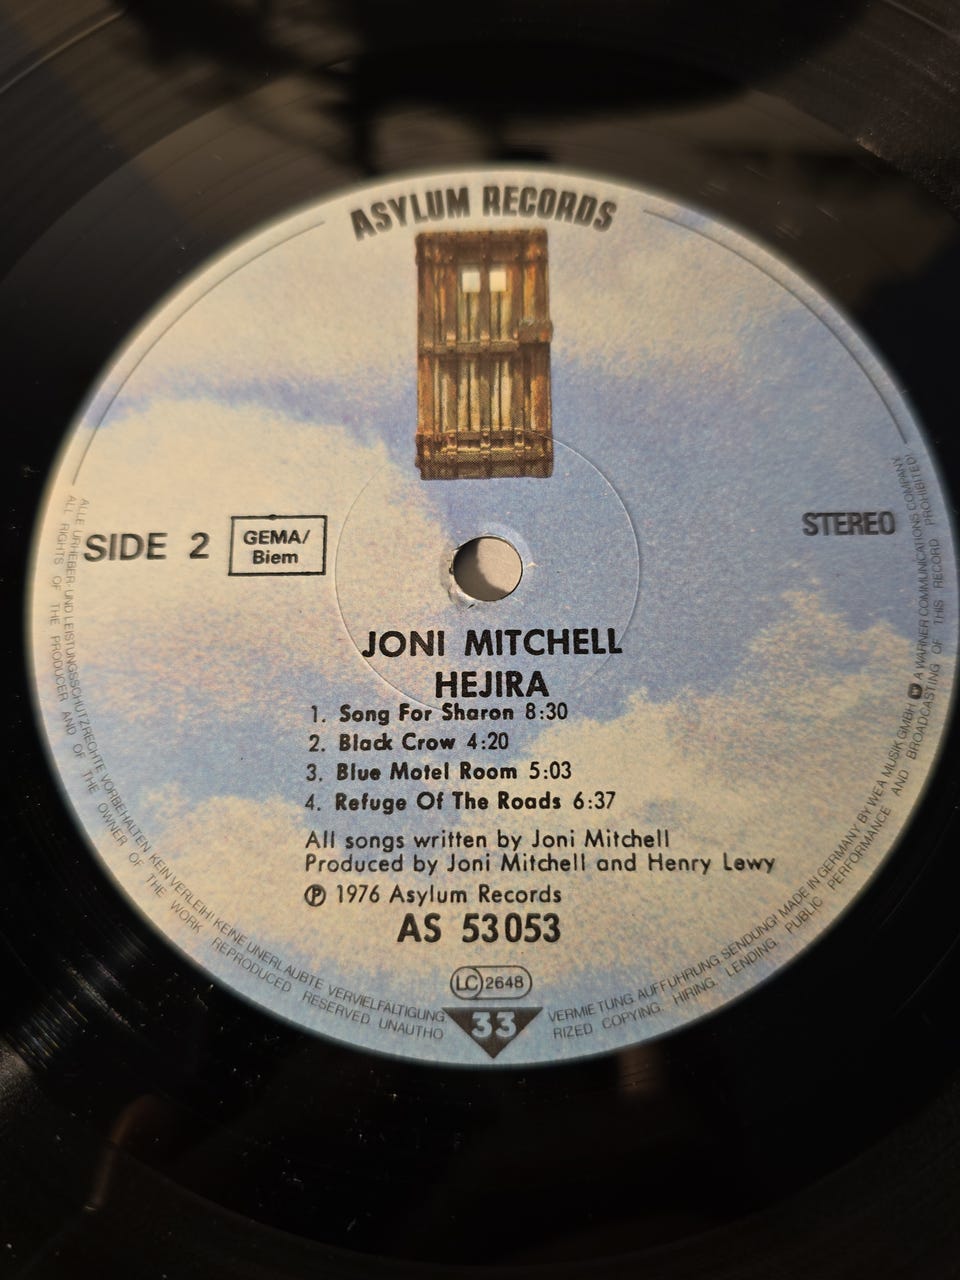 ASYLUM RECORDS
SIDE 2
GEMA/
Biem
STEREO
JONI MITCHELL
HEJIRA
1. Song For Sharon 8:30
2. Black Crow 4:20
3. Blue Motel Room 5:03
4. Refuge Of The Roads 6:37
All songs written by Joni Mitchell
Produced by Joni Mitchell and Henry Lewy
℗ 1976 Asylum Records
AS 53 053
LC 2648
33
ALLE URHEBER- UND LEISTUNGSSCHUTZRECHTE VORBEHALTEN KEIN VERLEIH! KEINE UNERLAUBTE VERVIELFÄLTIGUNG, VERMIETUNG AUFFÜHRUNG SENDUNG! MADE IN GERMANY BY WEA MUSIK GMBH A WARNER COMMUNICATIONS COMPANY
ALL RIGHTS OF THE PRODUCER AND OF THE OWNER OF THE WORK REPRODUCED RESERVED UNAUTHORIZED COPYING, HIRING, LENDING, PUBLIC PERFORMANCE AND BROADCASTING OF THIS RECORD PROHIBITED!